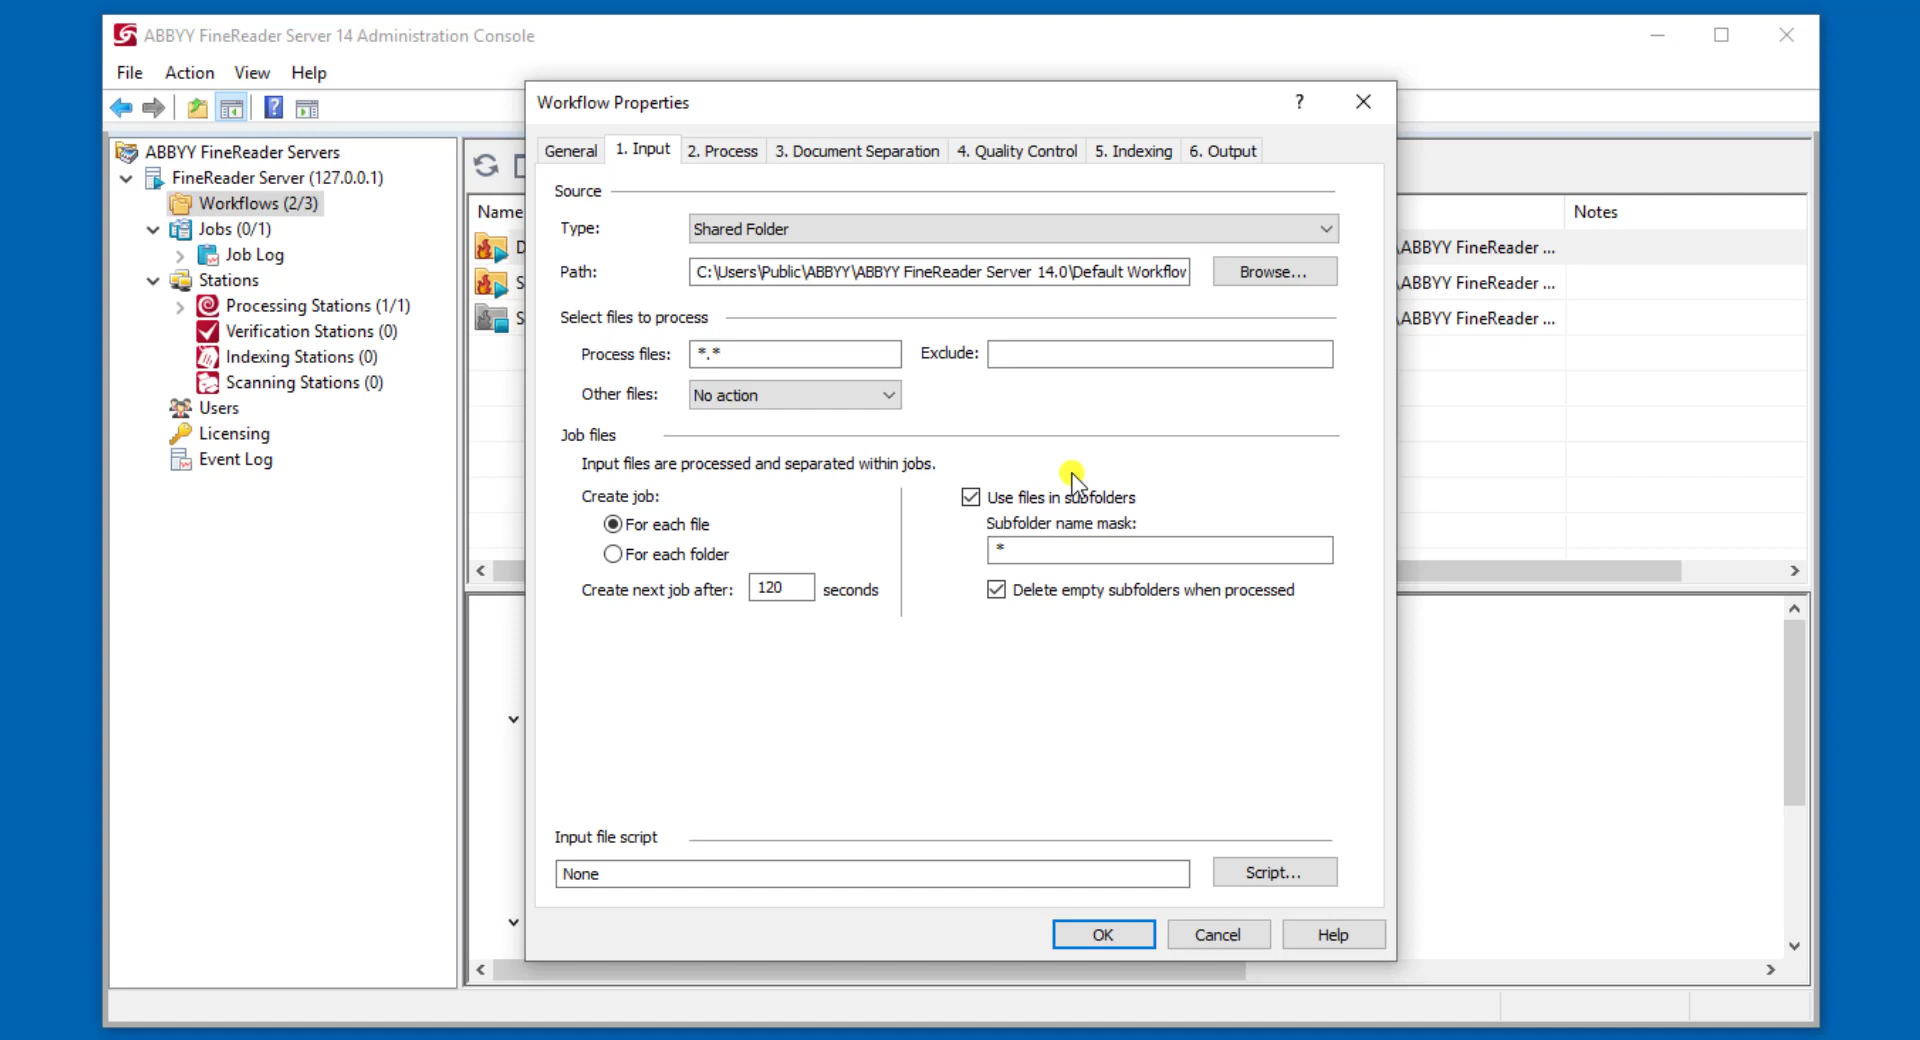 ABBYY FineReader Server 14 Administration Console
File Action View Help
Workflow Properties
?
General 1. Input 2. Process 3. Document Separation 4. Quality Control 5. Indexing 6. Output
ABBYY FineReader Servers
FineReader Server (127.0.0.1)
Workflows (2/3)
Jobs (0/1)
Job Log
Stations
Processing Stations (1/1)
Verification Stations (0)
Indexing Stations (0)
Scanning Stations (0)
Users
Licensing
Event Log
Name
D
S
S
Source
Type: Shared Folder
Path: C:\Users\Public\ABBYY\ABBYY FineReader Server 14.0\Default Workflow Browse...
Select files to process
Process files: *.* Exclude:
Other files: No action
Job files
Input files are processed and separated within jobs.
Create job:
For each file
For each folder
Create next job after: 120 seconds
Use files in subfolders
Subfolder name mask:
*
Delete empty subfolders when processed
Input file script
None Script...
OK Cancel Help
Notes
\ABBYY FineReader ...
\ABBYY FineReader ...
\ABBYY FineReader ...